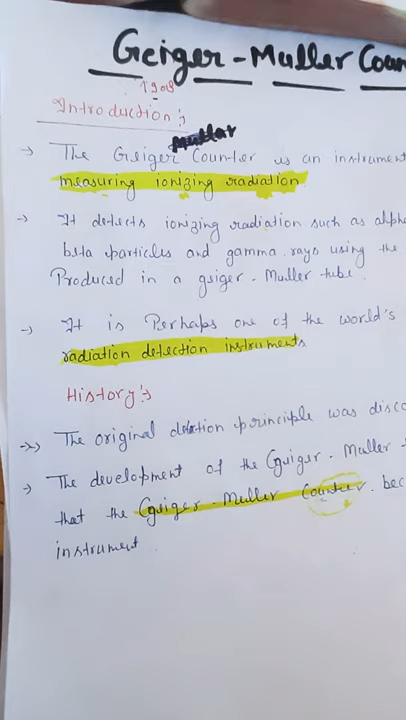 Geiger - Muller Coun
1908
Introduction :
Muller
→ The Geiger Counter is an instrument
measuring ionizing radiation
→ It detects ionizing radiation such as alpha
beta particles and gamma rays using the
Produced in a geiger - Muller tube.
→ It is Perhaps one of the world's
radiation detection instruments
History :
→ The original detection principle was disco
→ The development of the Geiger - Muller
that the Geiger - Muller Counter. bec
instrument